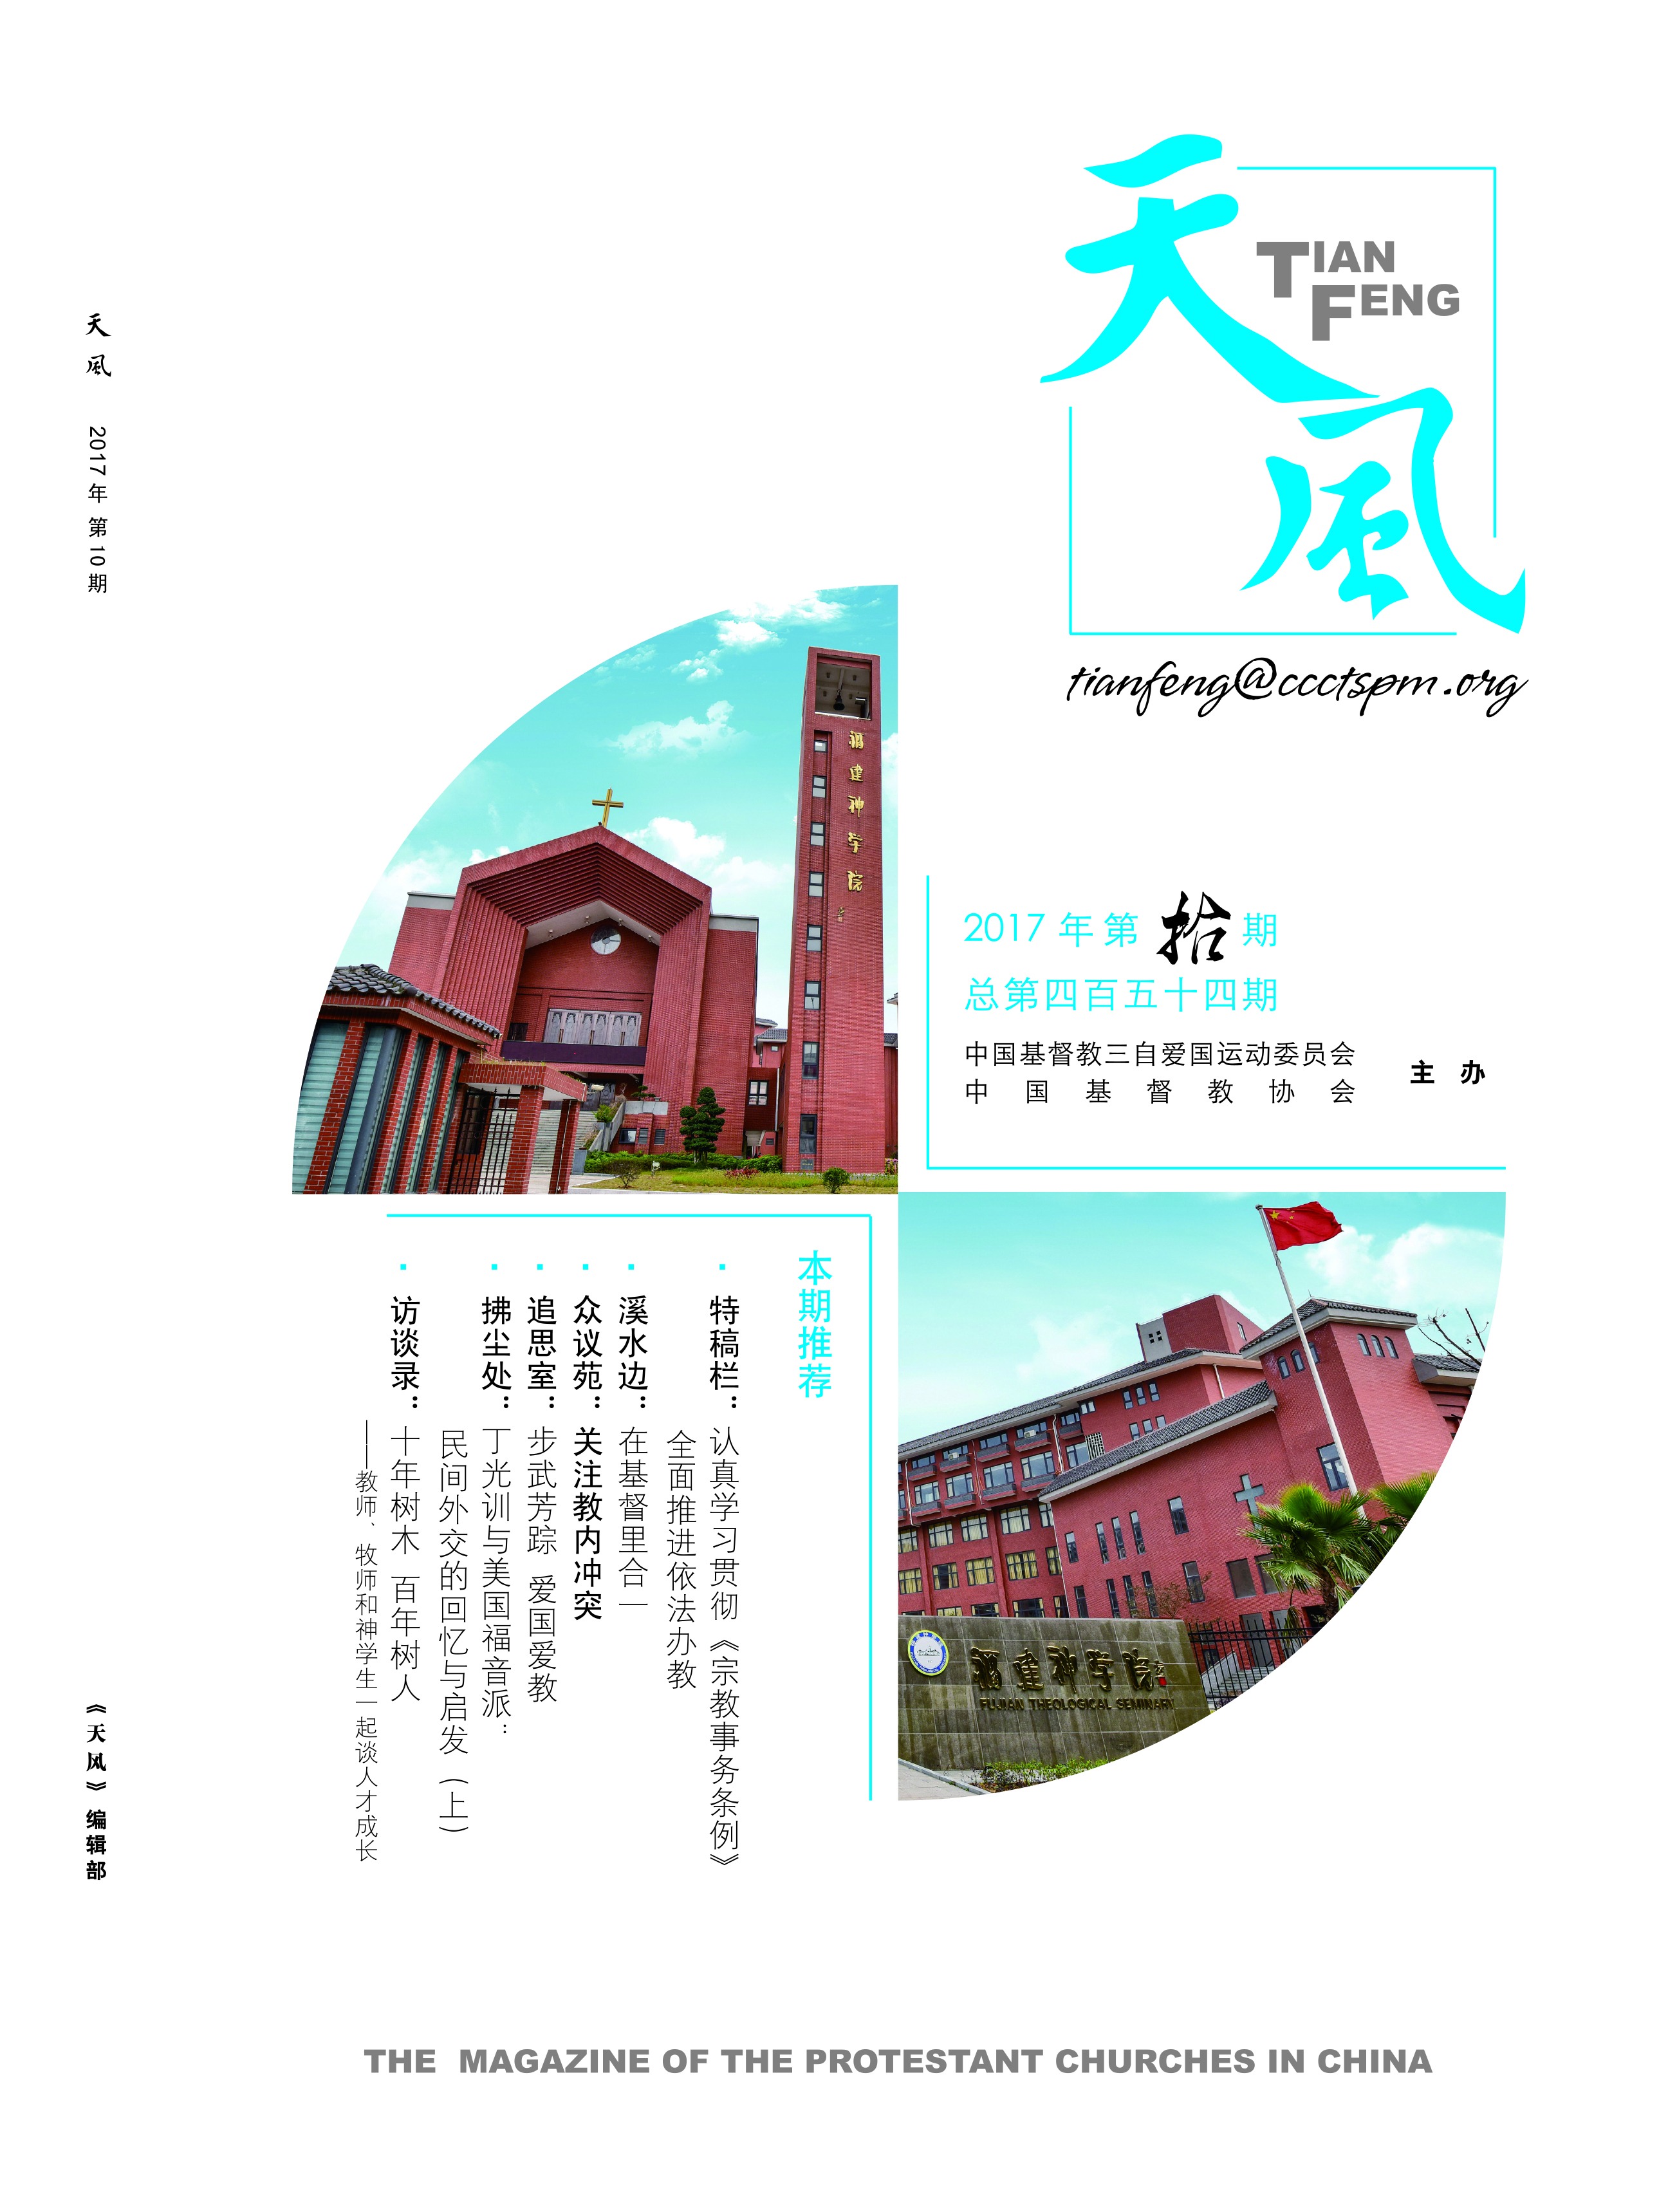 天風
TIAN
FENG
tianfeng@ccctspm.org
天風 2017年第10期
《天风》编辑部
福建神学院
2017年第拾期
总第四百五十四期
中国基督教三自爱国运动委员会
中国基督教协会
主办
本期推荐
· 特稿栏：认真学习贯彻《宗教事务条例》
全面推进依法办教
· 溪水边：在基督里合一
· 众议苑：关注教内冲突
· 追思室：步武芳踪 爱国爱教
· 拂尘处：丁光训与美国福音派：
民间外交的回忆与启发（上）
· 访谈录：十年树木 百年树人
——教师、牧师和神学生一起谈人才成长
福建神学院
FUJIAN THEOLOGICAL SEMINARY
THE MAGAZINE OF THE PROTESTANT CHURCHES IN CHINA